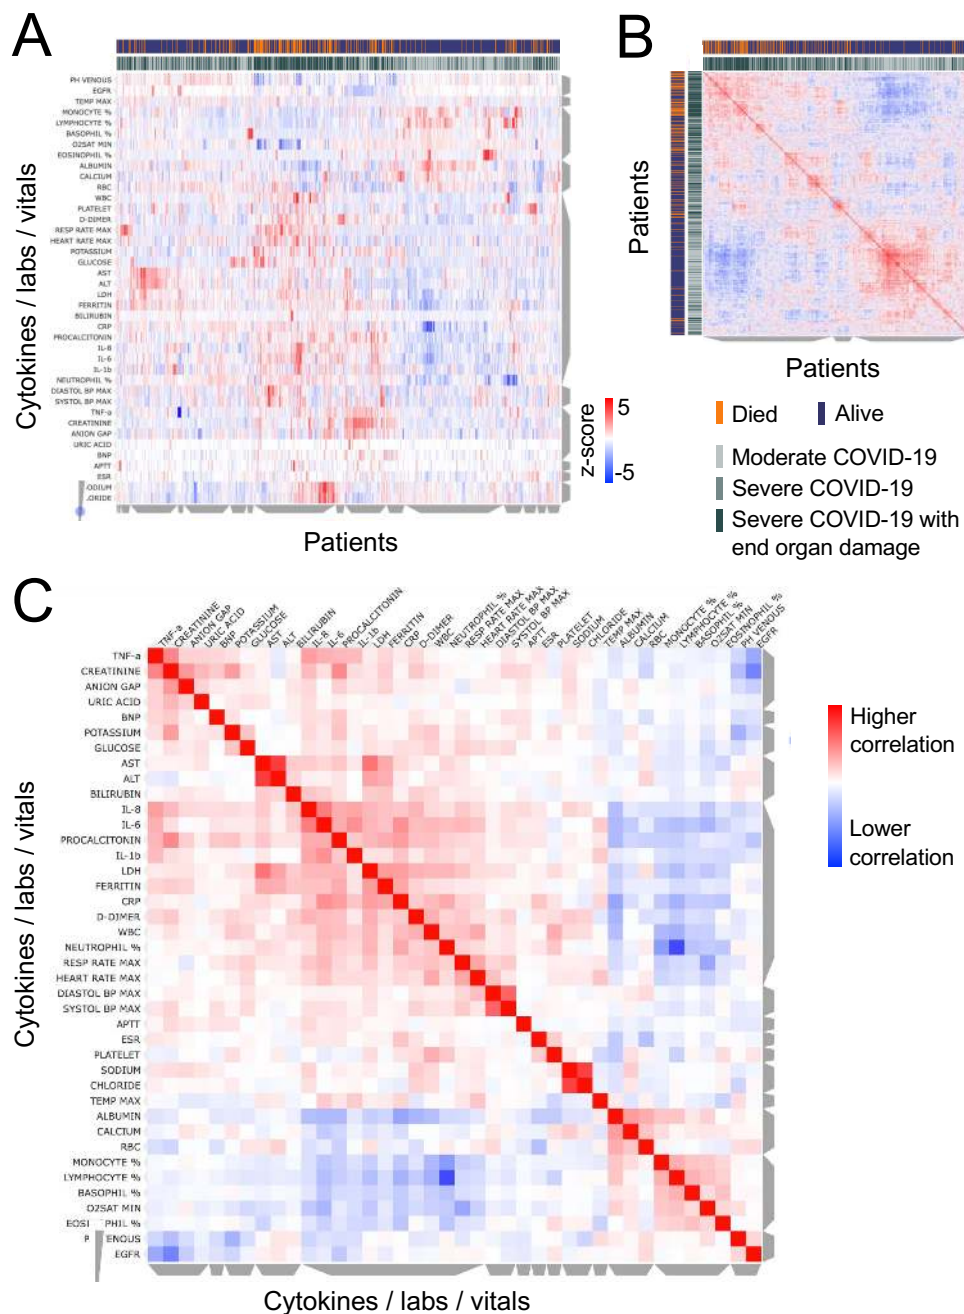 A
B
PH VENOUS
EGFR
TEMP MAX
MONOCYTE %
LYMPHOCYTE %
BASOPHIL %
O2SAT MIN
EOSINOPHIL %
ALBUMIN
CALCIUM
RBC
WBC
PLATELET
D-DIMER
RESP RATE MAX
HEART RATE MAX
POTASSIUM
GLUCOSE
AST
ALT
LDH
FERRITIN
BILIRUBIN
CRP
PROCALCITONIN
IL-8
IL-6
IL-1b
NEUTROPHIL %
DIASTOL BP MAX
SYSTOL BP MAX
TNF-a
CREATININE
ANION GAP
URIC ACID
BNP
APTT
ESR
ODIUM
.ORIDE
Cytokines / labs / vitals
Patients
z-score
5
-5
Patients
Patients
Died
Alive
Moderate COVID-19
Severe COVID-19
Severe COVID-19 with
end organ damage
C
TNF-a
CREATININE
ANION GAP
URIC ACID
BNP
POTASSIUM
GLUCOSE
AST
ALT
BILIRUBIN
IL-8
IL-6
PROCALCITONIN
IL-1b
LDH
FERRITIN
CRP
D-DIMER
WBC
NEUTROPHIL %
RESP RATE MAX
HEART RATE MAX
DIASTOL BP MAX
SYSTOL BP MAX
APTT
ESR
PLATELET
SODIUM
CHLORIDE
TEMP MAX
ALBUMIN
CALCIUM
RBC
MONOCYTE %
LYMPHOCYTE %
BASOPHIL %
O2SAT MIN
EOSINOPHIL %
PH VENOUS
EGFR
TNF-a
CREATININE
ANION GAP
URIC ACID
BNP
POTASSIUM
GLUCOSE
AST
ALT
BILIRUBIN
IL-8
IL-6
PROCALCITONIN
IL-1b
LDH
FERRITIN
CRP
D-DIMER
WBC
NEUTROPHIL %
RESP RATE MAX
HEART RATE MAX
DIASTOL BP MAX
SYSTOL BP MAX
APTT
ESR
PLATELET
SODIUM
CHLORIDE
TEMP MAX
ALBUMIN
CALCIUM
RBC
MONOCYTE %
LYMPHOCYTE %
BASOPHIL %
O2SAT MIN
EOSI PHIL %
P ENOUS
EGFR
Cytokines / labs / vitals
Cytokines / labs / vitals
Higher
correlation
Lower
correlation